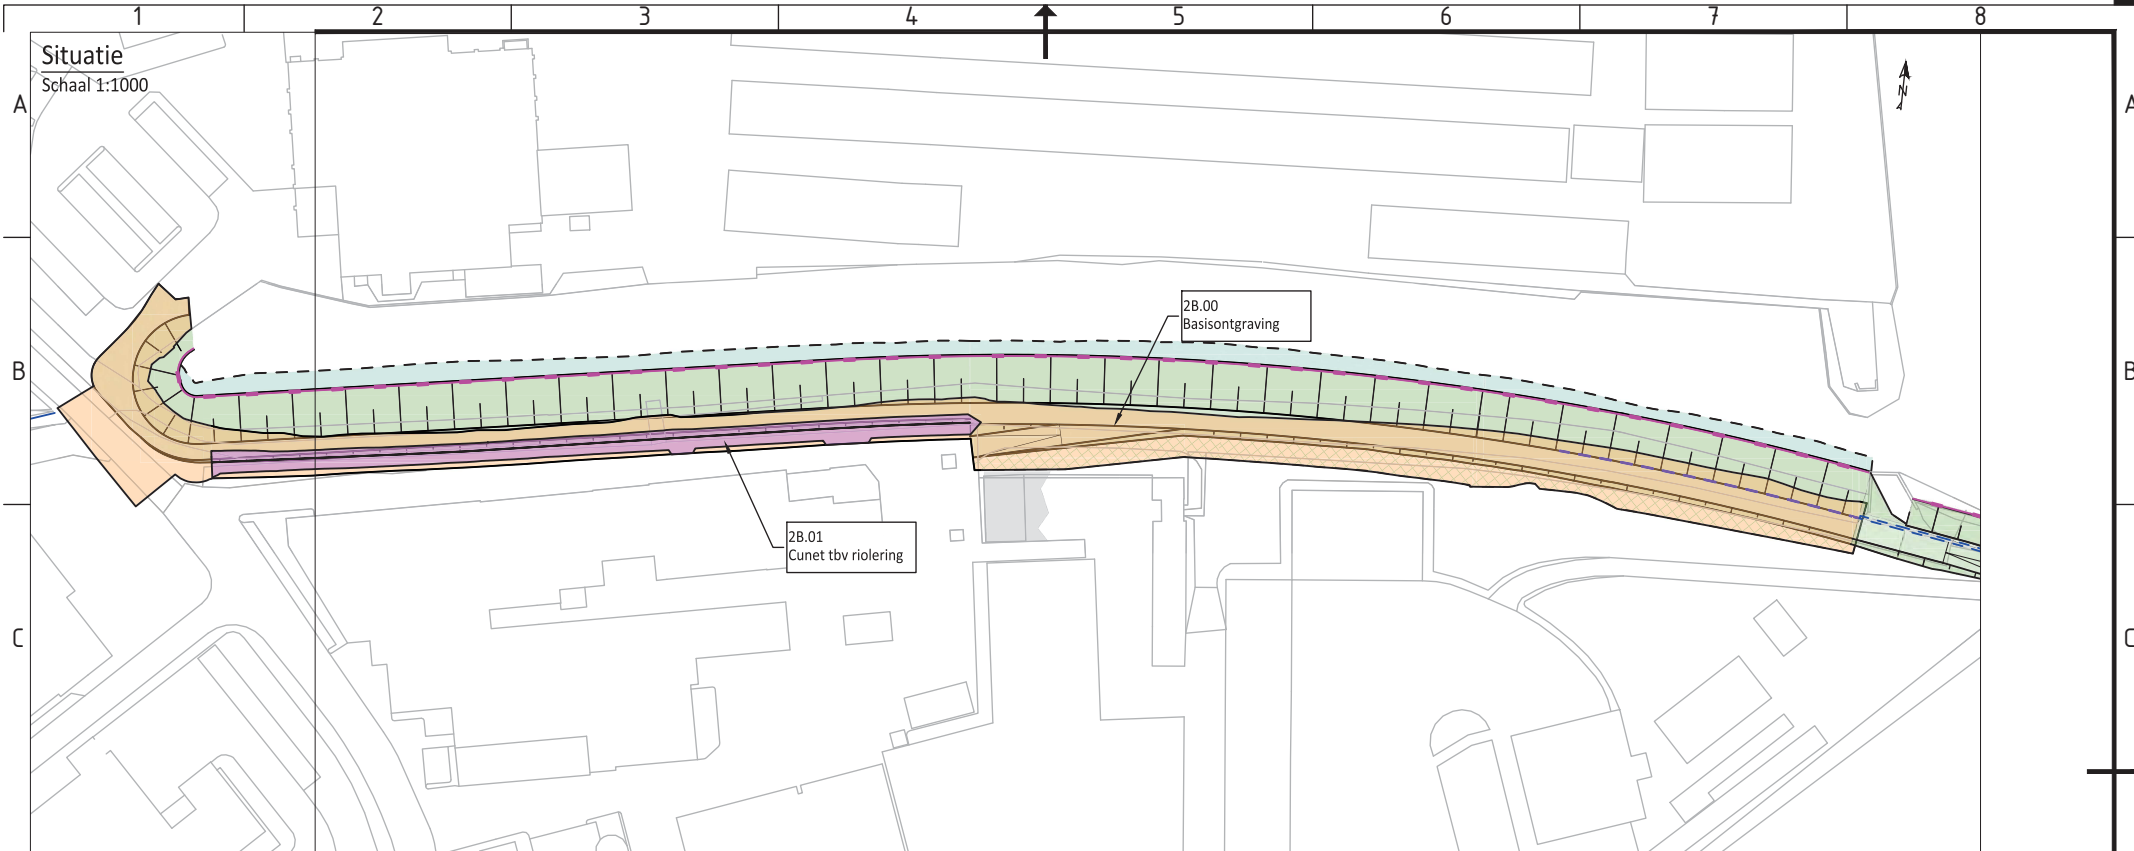 1 2 3 4 5 6 7 8
Situatie
Schaal 1:1000
A A
N
2B.00
Basisontgraving
B B
2B.01
Cunet tbv riolering
C C